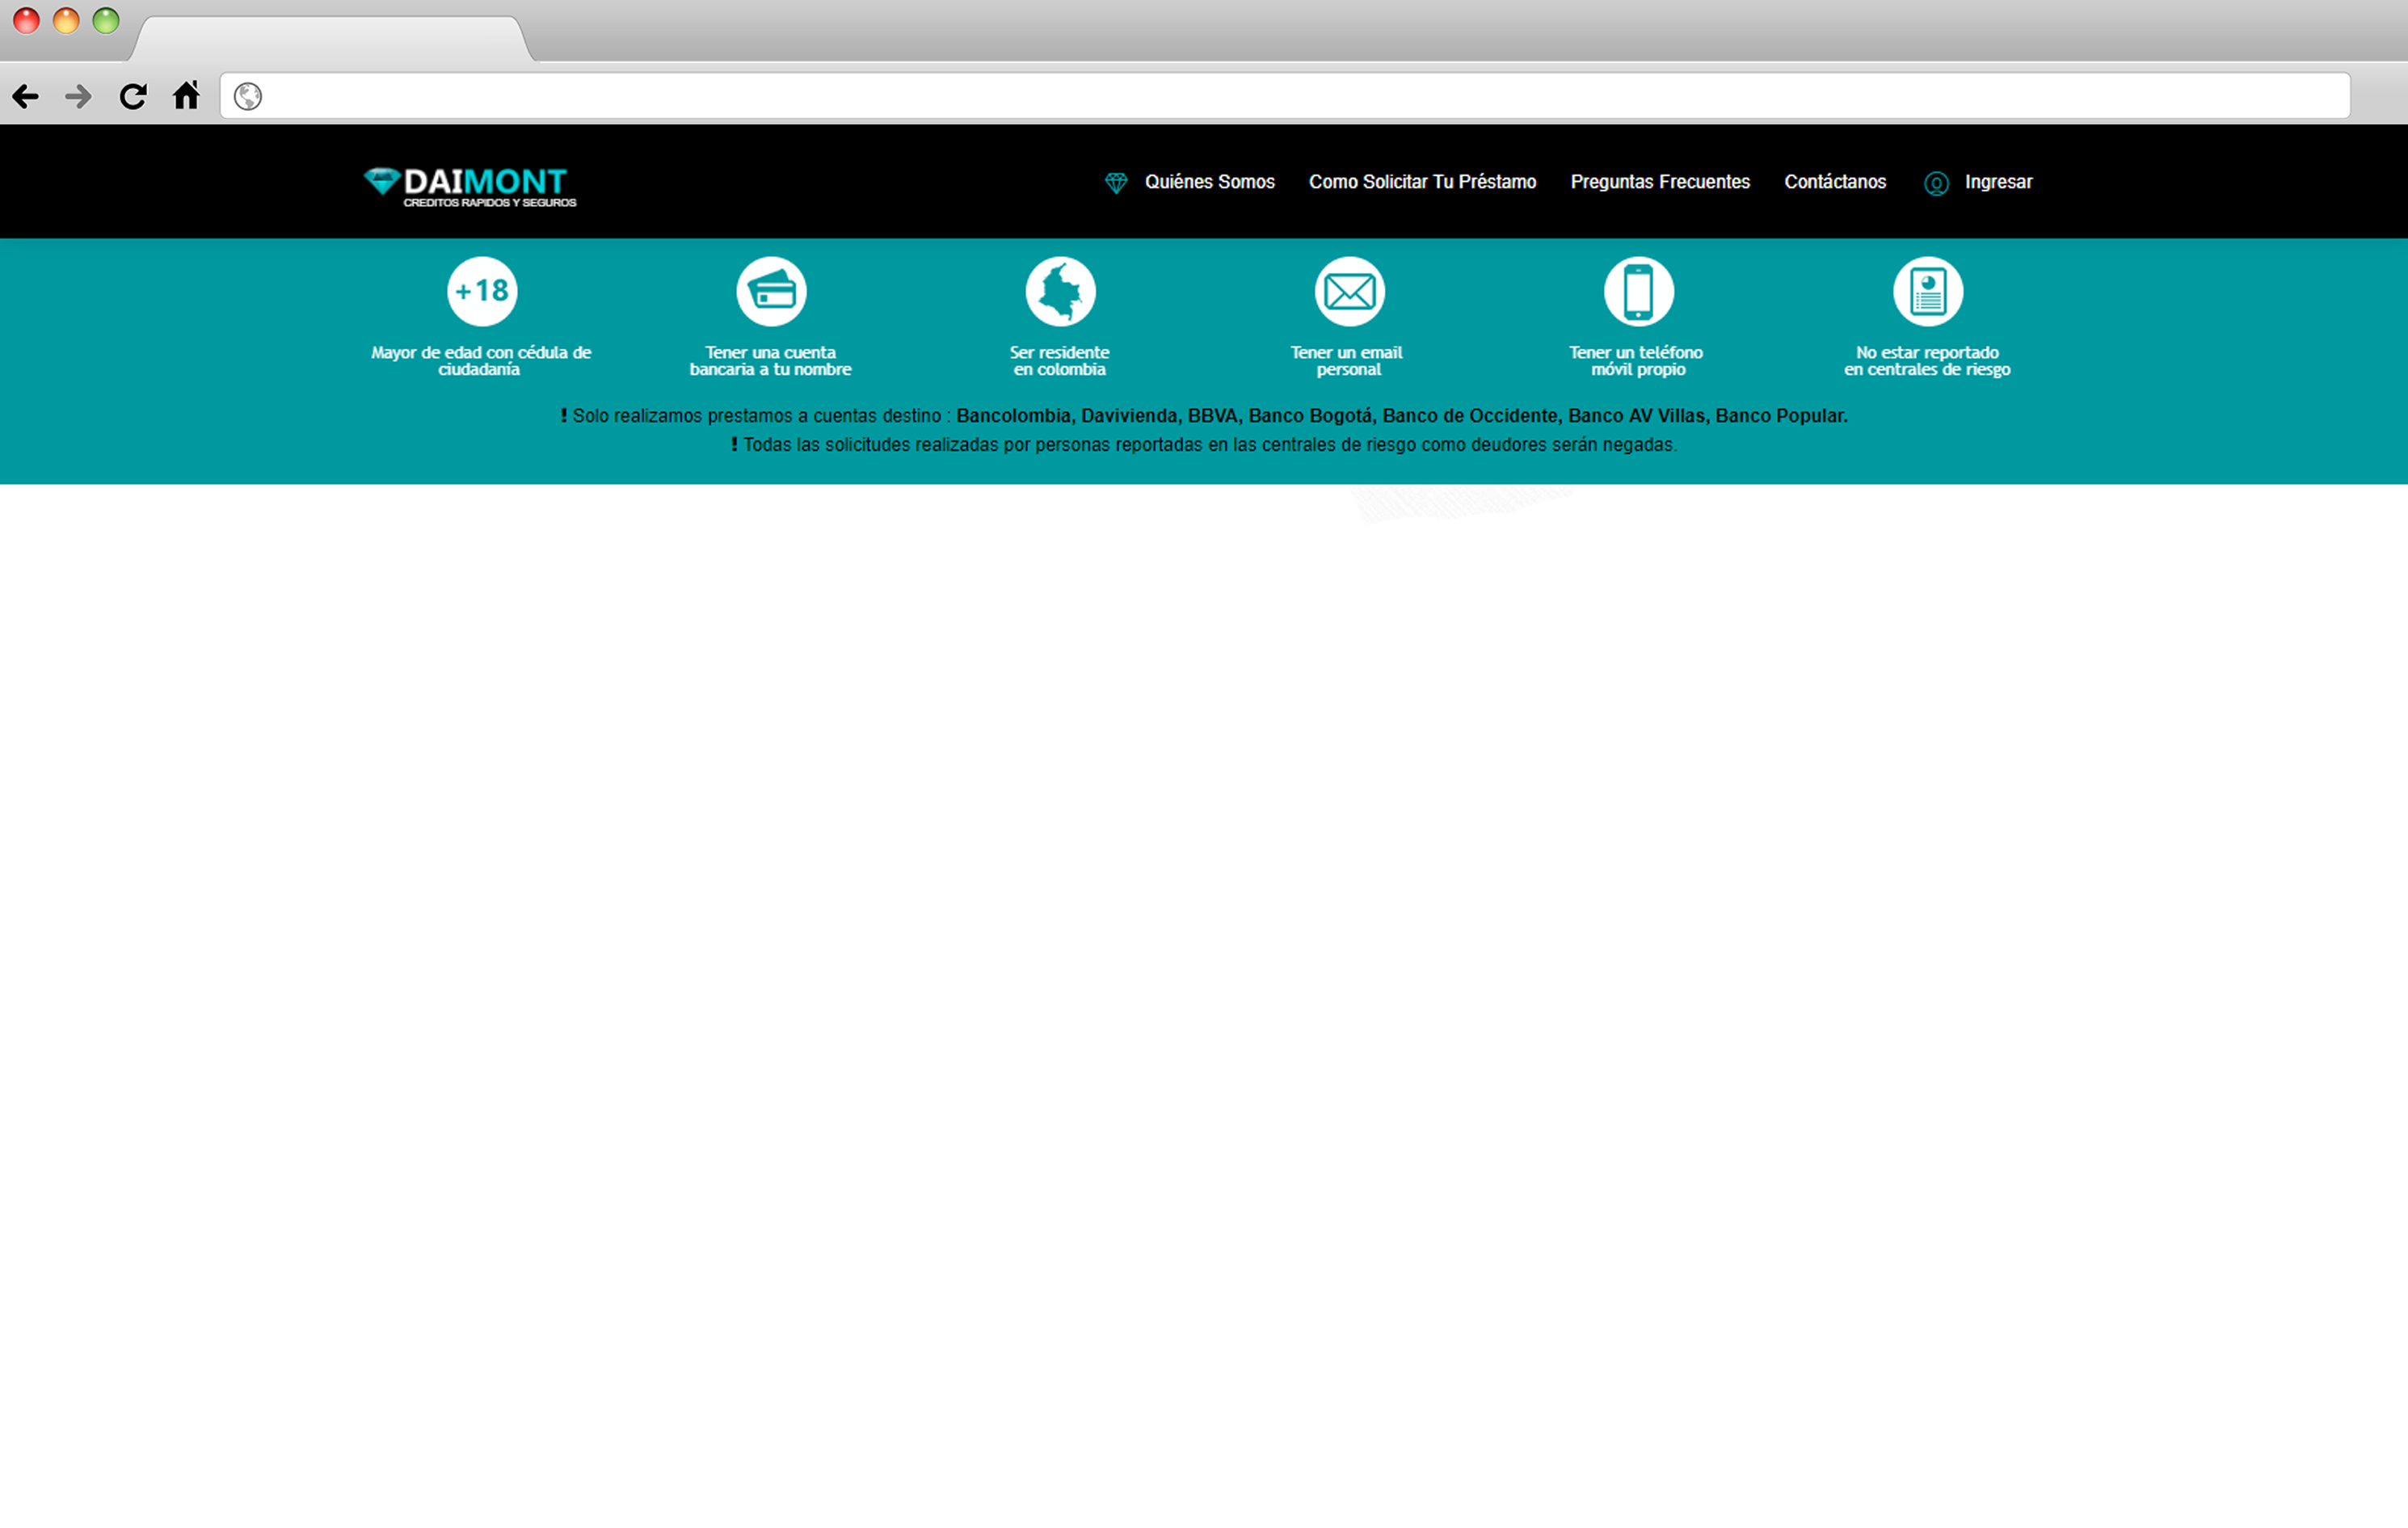 DAIMONT
CREDITOS RAPIDOS Y SEGUROS
Quiénes Somos Como Solicitar Tu Préstamo Preguntas Frecuentes Contáctanos Ingresar
+18
Mayor de edad con cédula de
ciudadanía
Tener una cuenta
bancaria a tu nombre
Ser residente
en colombia
Tener un email
personal
Tener un teléfono
móvil propio
No estar reportado
en centrales de riesgo
! Solo realizamos prestamos a cuentas destino : Bancolombia, Davivienda, BBVA, Banco Bogotá, Banco de Occidente, Banco AV Villas, Banco Popular.
! Todas las solicitudes realizadas por personas reportadas en las centrales de riesgo como deudores serán negadas.